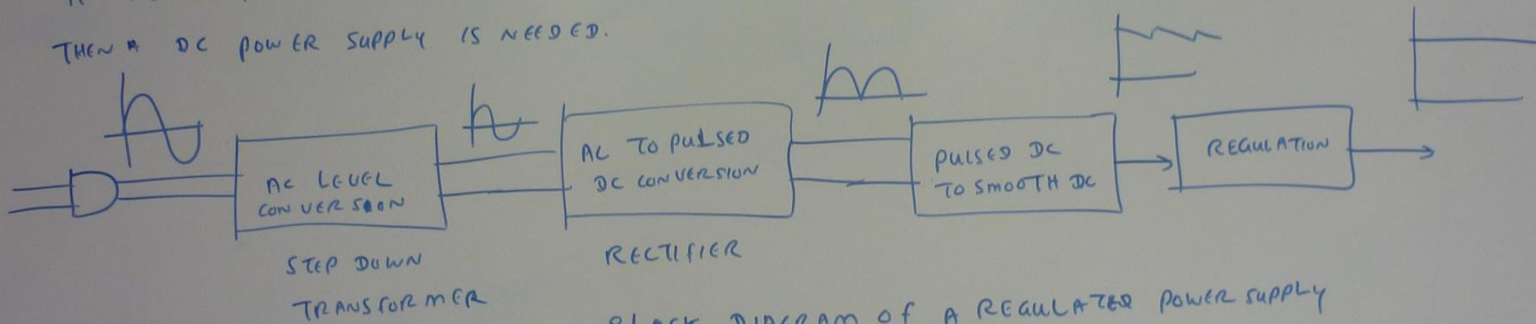 THEN A DC POWER SUPPLY IS NEEDED.
AC LEVEL
CONVERSION
STEP DOWN
TRANSFORMER
AC TO PULSED
DC CONVERSION
RECTIFIER
PULSED DC
TO SMOOTH DC
REGULATION
BLOCK DIAGRAM OF A REGULATED POWER SUPPLY